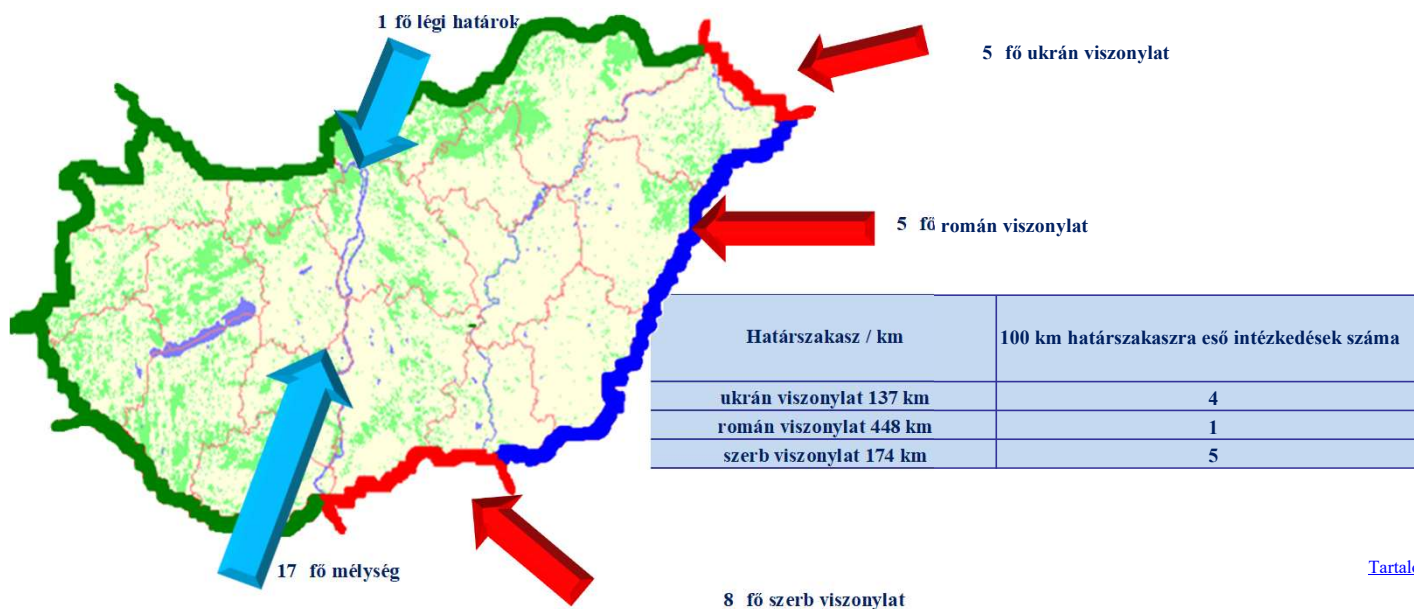 1 fő légi határok
5 fő ukrán viszonylat
5 fő román viszonylat
Határszakasz / km
100 km határszakaszra eső intézkedések száma
ukrán viszonylat 137 km 4
román viszonylat 448 km 1
szerb viszonylat 174 km 5
17 fő mélység
8 fő szerb viszonylat